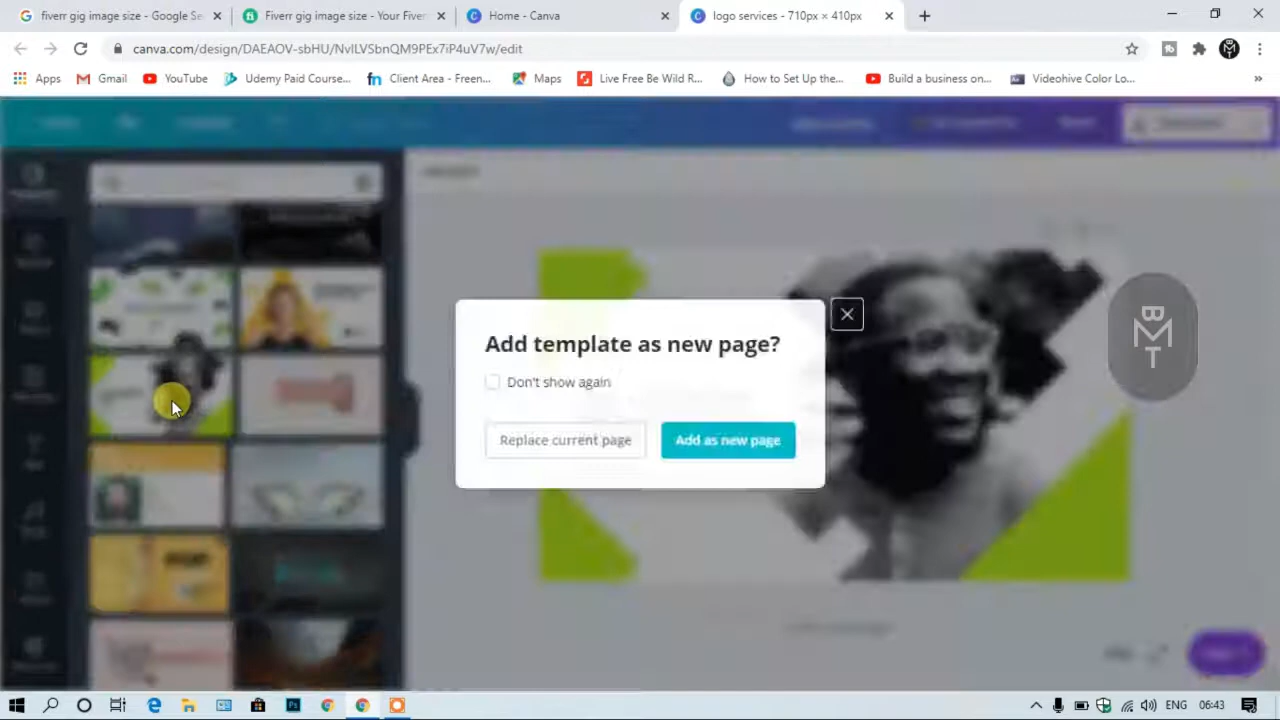 fiverr gig image size - Google Se
Fiverr gig image size - Your Fiver
Home - Canva
logo services - 710px × 410px
canva.com/design/DAEAOV-sbHU/NvlLVSbnQM9PEx7iP4uV7w/edit
Apps
Gmail
YouTube
Udemy Paid Course...
Client Area - Freen...
Maps
Live Free Be Wild R...
How to Set Up the...
Build a business on...
Videohive Color Lo...
Add template as new page?
Don't show again
Replace current page
Add as new page
BMT
ENG
06:43